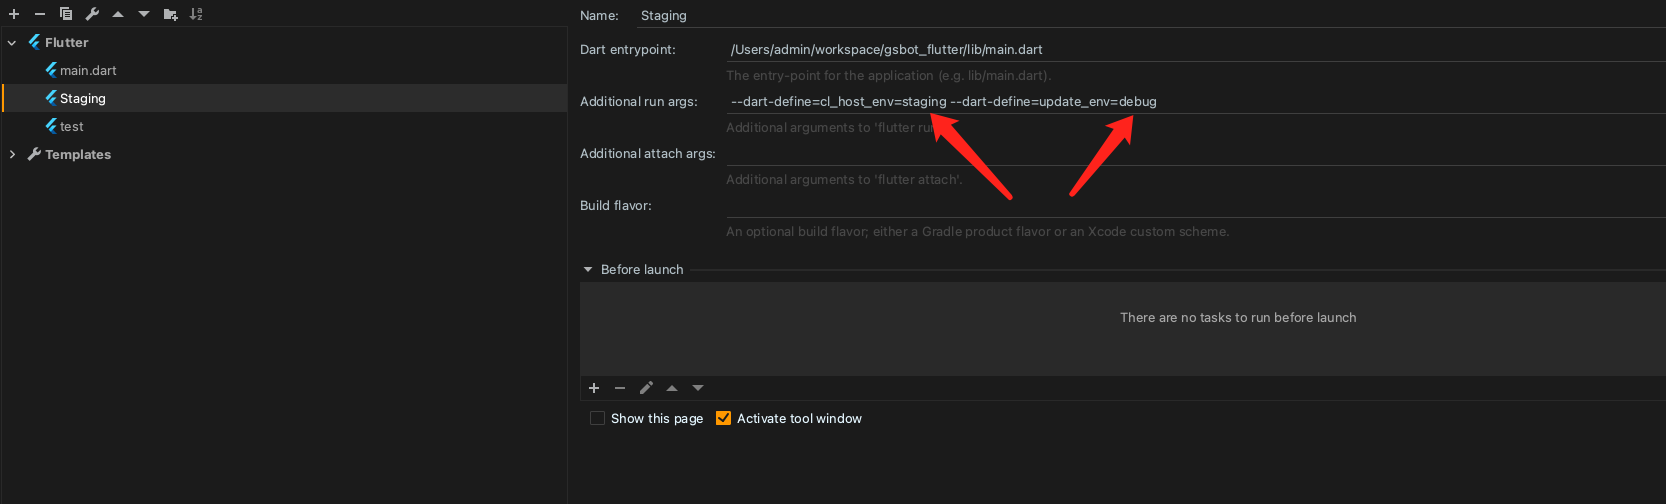 Flutter
main.dart
Staging
test
Templates
Name: Staging
Dart entrypoint: /Users/admin/workspace/gsbot_flutter/lib/main.dart
The entry-point for the application (e.g. lib/main.dart).
Additional run args: --dart-define=cl_host_env=staging --dart-define=update_env=debug
Additional arguments to 'flutter run
Additional attach args:
Additional arguments to 'flutter attach'.
Build flavor:
An optional build flavor; either a Gradle product flavor or an Xcode custom scheme.
Before launch
There are no tasks to run before launch
Show this page Activate tool window